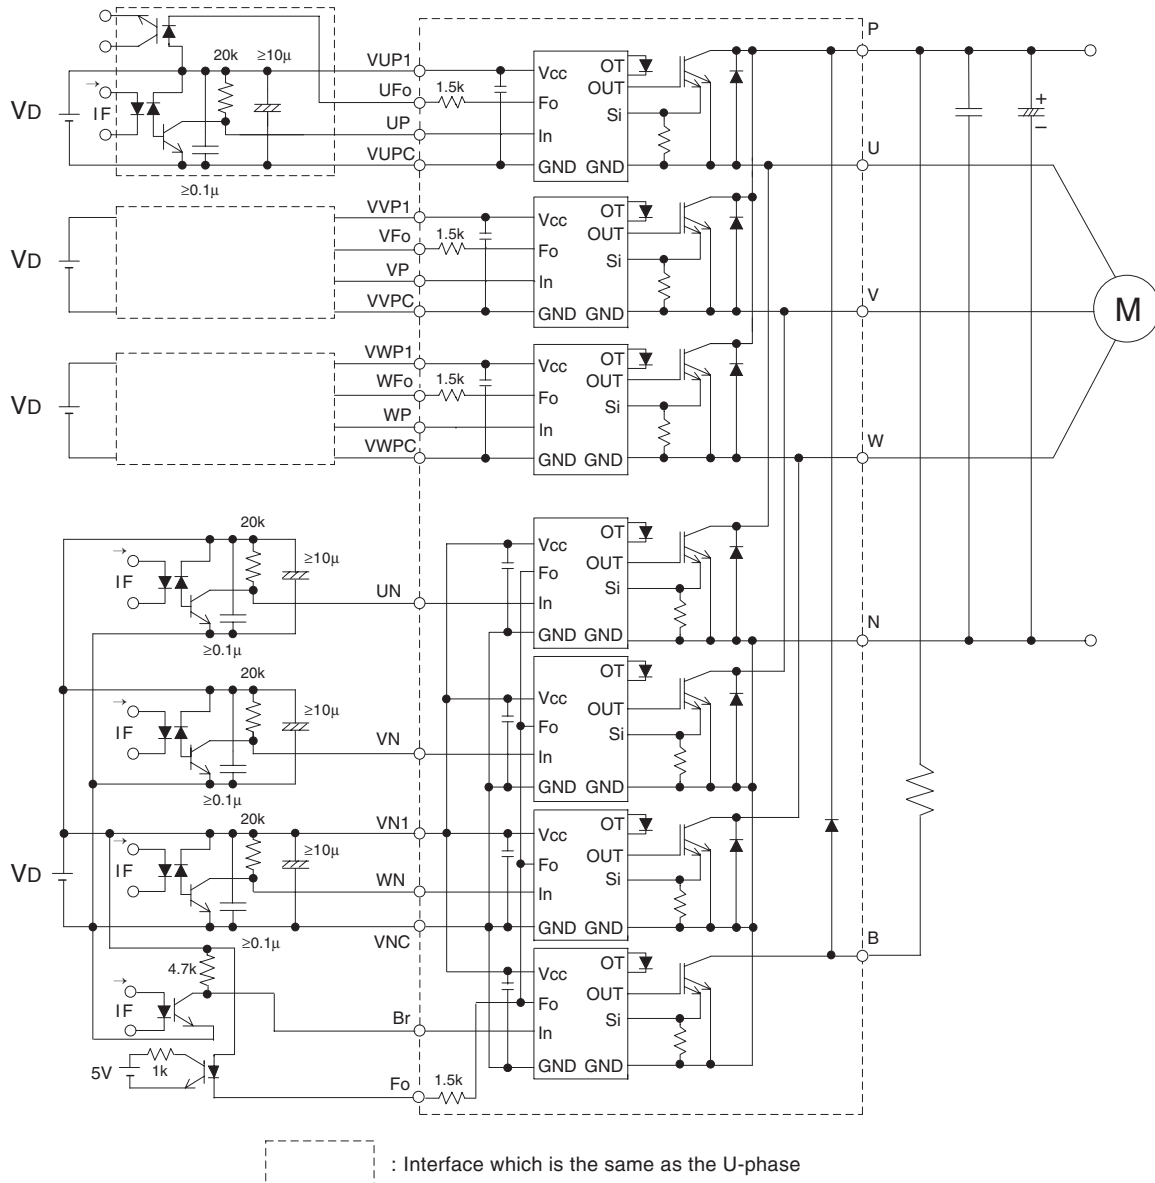 P
20k
≥10μ
VUP1
Vcc
OT
UFo
1.5k
OUT
VD
IF
Fo
+
Si
−
UP
In
U
VUPC
GND
GND
≥0.1μ
VVP1
Vcc
OT
VFo
1.5k
OUT
VD
Fo
Si
VP
In
V
VVPC
GND
GND
M
VWP1
Vcc
OT
WFo
1.5k
OUT
VD
Fo
Si
WP
In
W
VWPC
GND
GND
20k
≥10μ
IF
OT
Vcc
OUT
Fo
UN
Si
In
N
GND
GND
≥0.1μ
20k
≥10μ
IF
OT
Vcc
OUT
VN
Fo
Si
In
GND
GND
≥0.1μ
20k
≥10μ
VN1
Vcc
OT
VD
IF
OUT
Fo
WN
Si
In
VNC
GND
GND
≥0.1μ
B
4.7k
Vcc
OT
IF
OUT
Fo
Br
Si
In
5V
1k
GND
GND
Fo
1.5k
: Interface which is the same as the U-phase